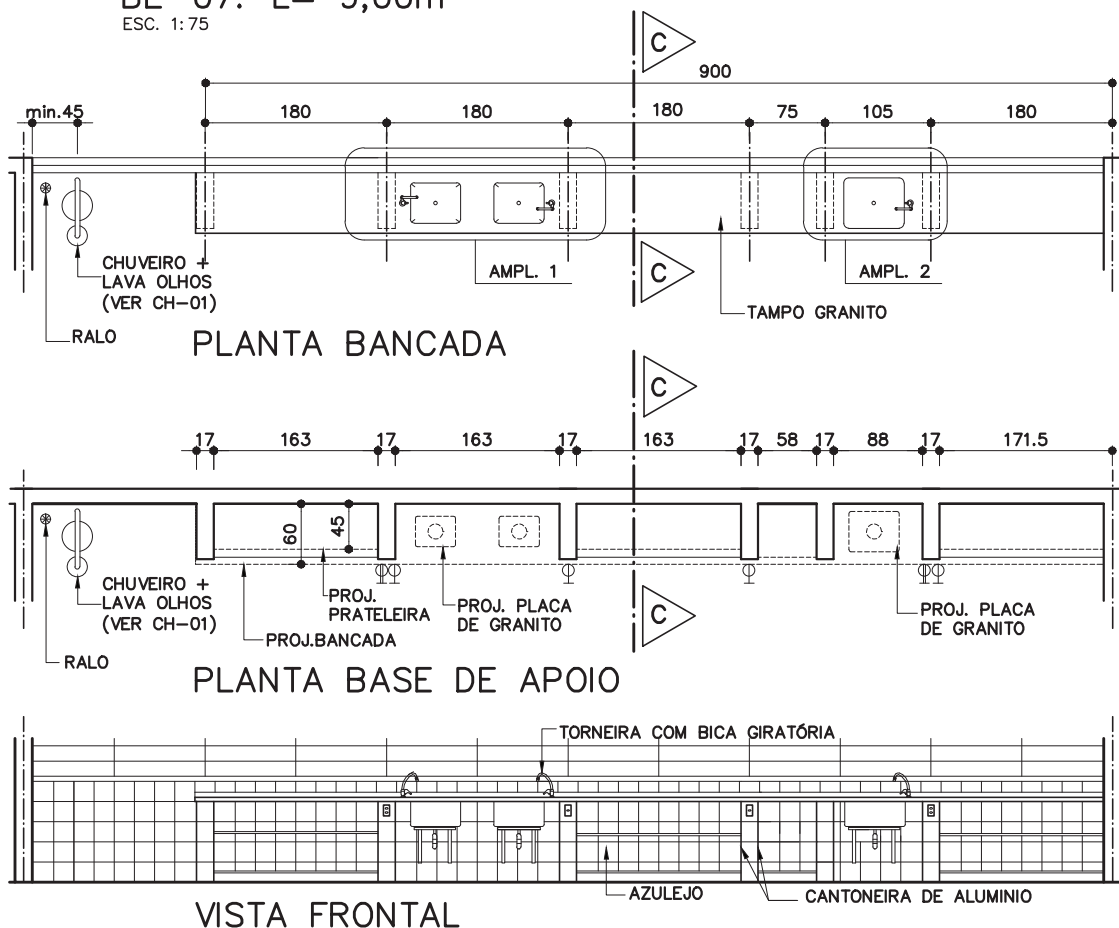 ESC. 1:75
C
900
min.45
180
180
180
75
105
180
CHUVEIRO +
LAVA OLHOS
(VER CH-01)
RALO
AMPL. 1
C
AMPL. 2
TAMPO GRANITO
PLANTA BANCADA
C
17
163
17
163
17
163
17
58
17
88
17
171.5
60
45
CHUVEIRO +
LAVA OLHOS
(VER CH-01)
RALO
PROJ.
PRATELEIRA
PROJ.BANCADA
PROJ. PLACA
DE GRANITO
C
PROJ. PLACA
DE GRANITO
PLANTA BASE DE APOIO
TORNEIRA COM BICA GIRATÓRIA
AZULEJO
CANTONEIRA DE ALUMINIO
VISTA FRONTAL